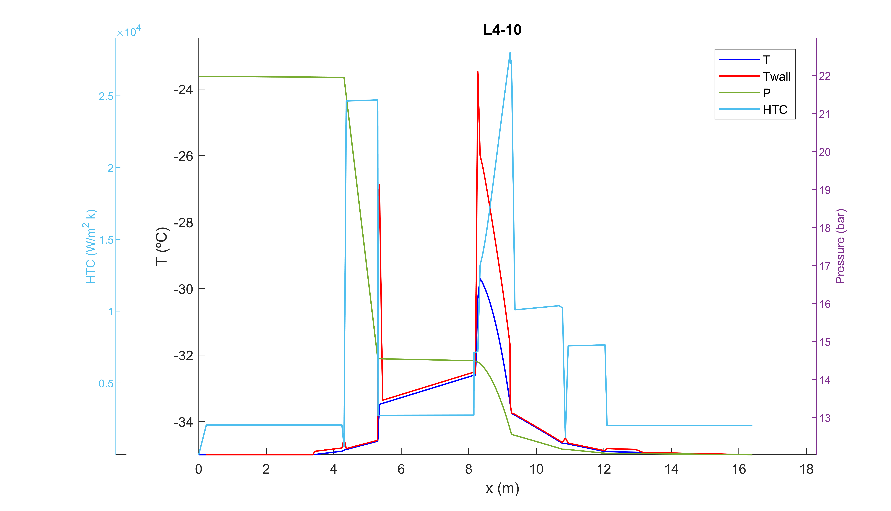 L4-10
×10⁴
2.5
2
1.5
1
0.5
HTC (W/m² k)
-24
-26
-28
-30
-32
-34
T (ºC)
T
Twall
P
HTC
22
21
20
19
18
17
16
15
14
13
Pressure (bar)
0 2 4 6 8 10 12 14 16 18
x (m)